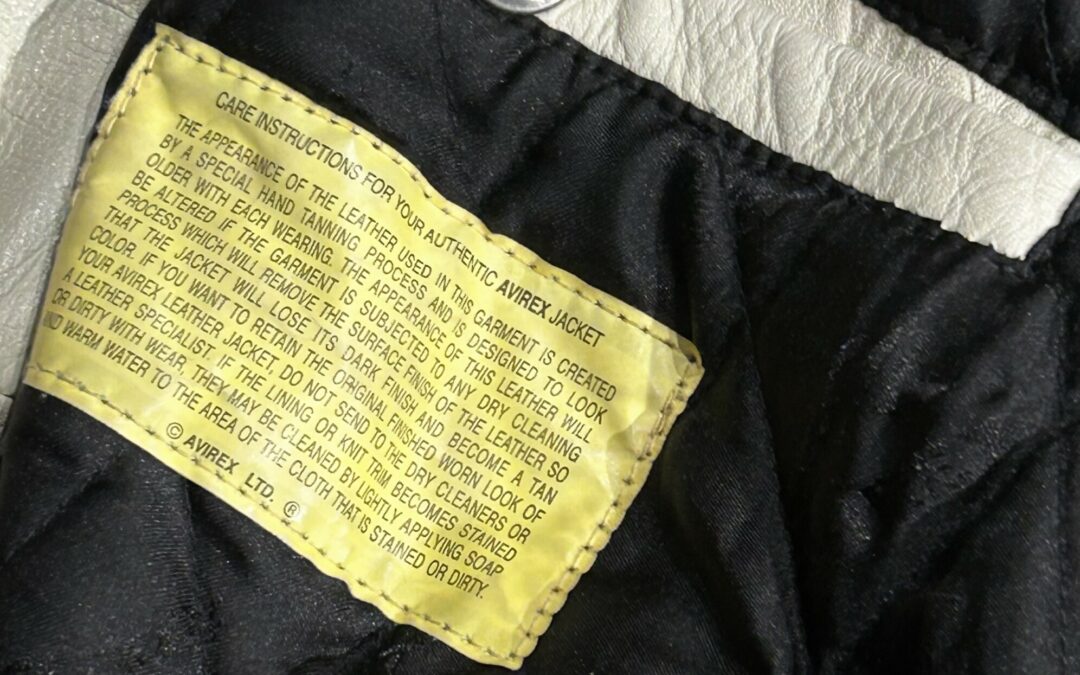 CARE INSTRUCTIONS FOR YOUR AUTHENTIC AVIREX JACKET
THE APPEARANCE OF THE LEATHER USED IN THIS GARMENT IS CREATED
BY A SPECIAL HAND TANNING PROCESS AND IS DESIGNED TO LOOK
OLDER WITH EACH WEARING. THE APPEARANCE OF THIS LEATHER WILL
BE ALTERED IF THE GARMENT IS SUBJECTED TO ANY DRY CLEANING
PROCESS WHICH WILL REMOVE THE SURFACE FINISH OF THE LEATHER SO
THAT THE JACKET WILL LOSE ITS DARK FINISH AND BECOME A TAN
COLOR. IF YOU WANT TO RETAIN THE ORIGINAL FINISHED WORN LOOK OF
YOUR AVIREX LEATHER JACKET, DO NOT SEND TO THE DRY CLEANERS OR
A LEATHER SPECIALIST. IF THE LINING OR KNIT TRIM BECOMES STAINED
OR DIRTY WITH WEAR, THEY MAY BE CLEANED BY LIGHTLY APPLYING SOAP
AND WARM WATER TO THE AREA OF THE CLOTH THAT IS STAINED OR DIRTY.
© AVIREX LTD. ®